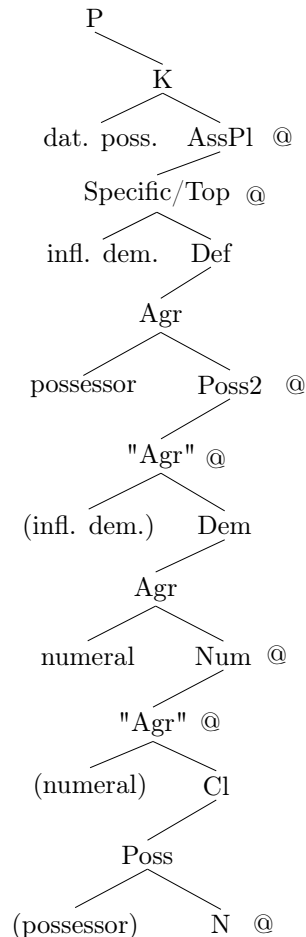 P
K
dat. poss. AssPl @
Specific/Top @
infl. dem. Def
Agr
possessor Poss2 @
"Agr" @
(infl. dem.) Dem
Agr
numeral Num @
"Agr" @
(numeral) Cl
Poss
(possessor) N @